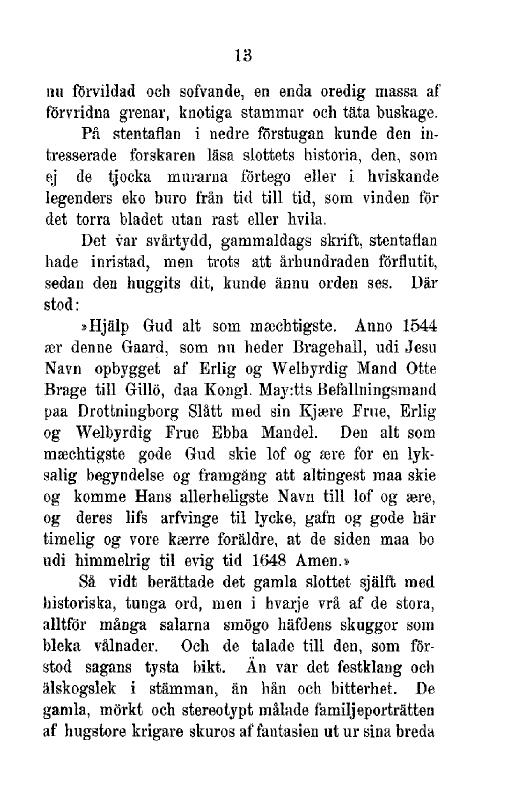 13
nu förvildad och sofvande, en enda oredig massa af
förvridna grenar, knotiga stammar och täta buskage.
På stentaflan i nedre förstugan kunde den in-
tresserade forskaren läsa slottets historia, den, som
ej de tjocka murarna förtego eller i hviskande
legenders eko buro från tid till tid, som vinden för
det torra bladet utan rast eller hvila.
Det var svårtydd, gammaldags skrift, stentaflan
hade inristad, men trots att århundraden förflutit,
sedan den huggits dit, kunde ännu orden ses. Där
stod:
»Hjälp Gud alt som mæchtigste. Anno 1544
ær denne Gaard, som nu heder Bragehall, udi Jesu
Navn opbygget af Erlig og Welbyrdig Mand Otte
Brage till Gillö, daa Kongl. May:tts Befallningsmand
paa Drottningborg Slått med sin Kjære Frue, Erlig
og Welbyrdig Frue Ebba Mandel. Den alt som
mæchtigste gode Gud skie lof og ære for en lyk-
salig begyndelse og framgång att altingest maa skie
og komme Hans allerheligste Navn till lof og ære,
og deres lifs arfvinge til lycke, gafn og gode här
timelig og vore kærre foräldre, at de siden maa bo
udi himmelrig til evig tid 1648 Amen.»
Så vidt berättade det gamla slottet självt med
historiska, tunga ord, men i hvarje vrå af de stora,
alltför många salarna smögo häfdens skuggor som
bleka vålnader. Och de talade till den, som för-
stod sagans tysta bikt. Än var det festklang och
älskogslek i stämman, än hån och bitterhet. De
gamla, mörkt och stereotypt målade familjeporträtten
af hugstore krigare skuros af fantasien ut ur sina breda